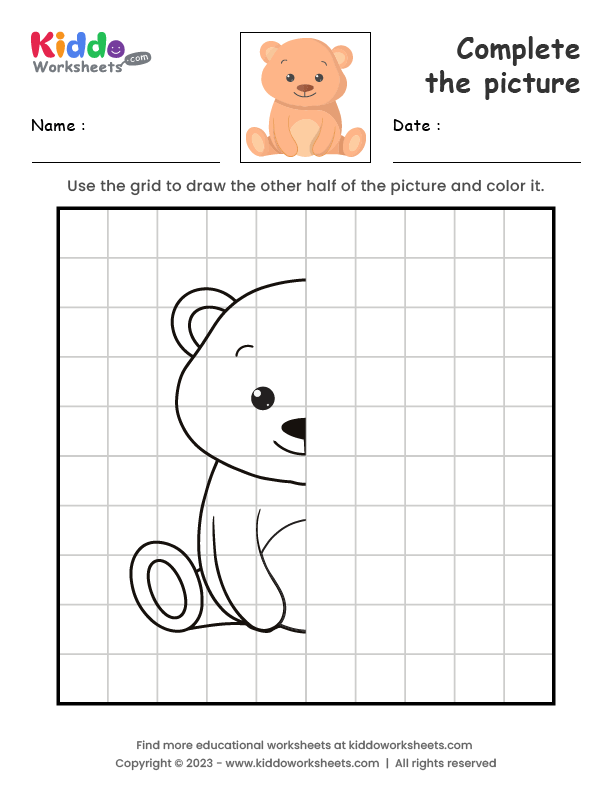 Kiddo
Worksheets.com
Complete
the picture
Name :
Date :
Use the grid to draw the other half of the picture and color it.
Find more educational worksheets at kiddoworksheets.com
Copyright © 2023 - www.kiddoworksheets.com | All rights reserved